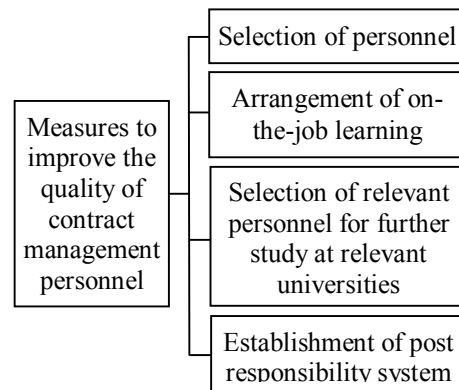 Measures to
improve the
quality of
contract
management
personnel
Selection of personnel
Arrangement of on-
the-job learning
Selection of relevant
personnel for further
study at relevant
universities
Establishment of post
responsibility system